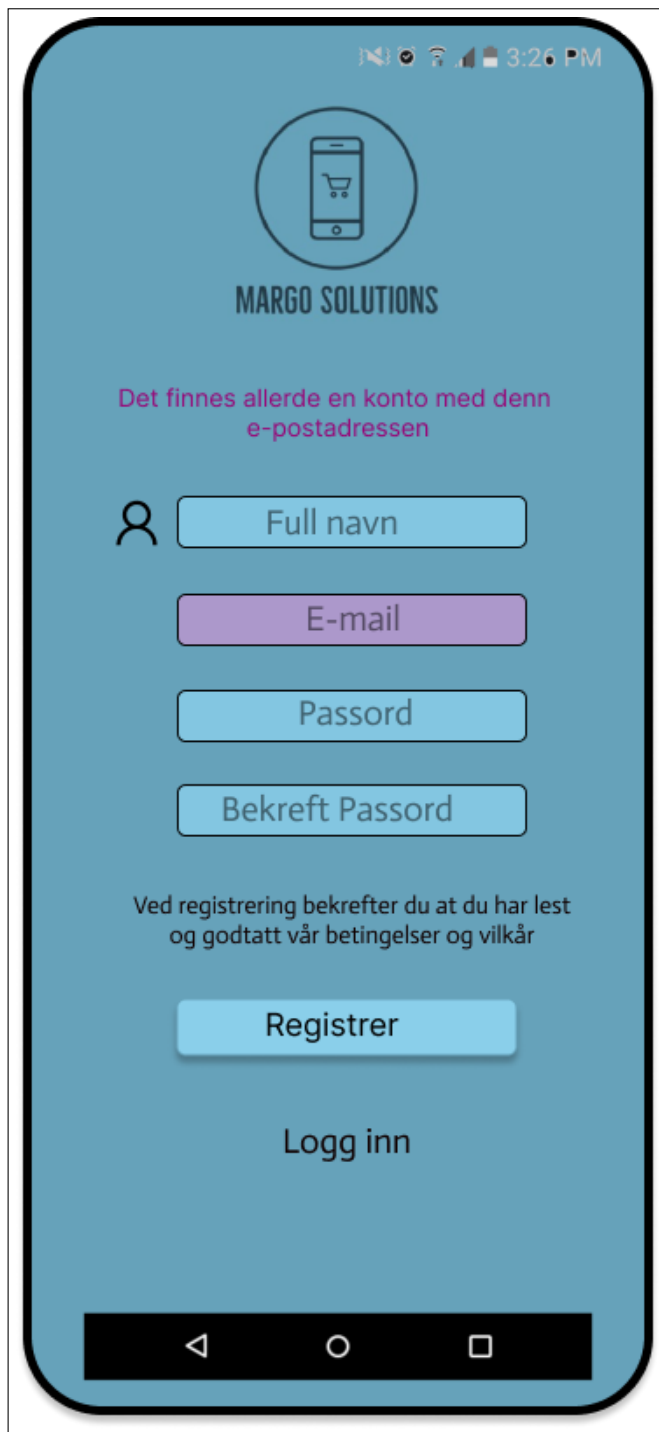 3:26 PM
MARGO SOLUTIONS
Det finnes allerde en konto med denn
e-postadressen
Full navn
E-mail
Passord
Bekreft Passord
Ved registrering bekrefter du at du har lest
og godtatt vår betingelser og vilkår
Registrer
Logg inn